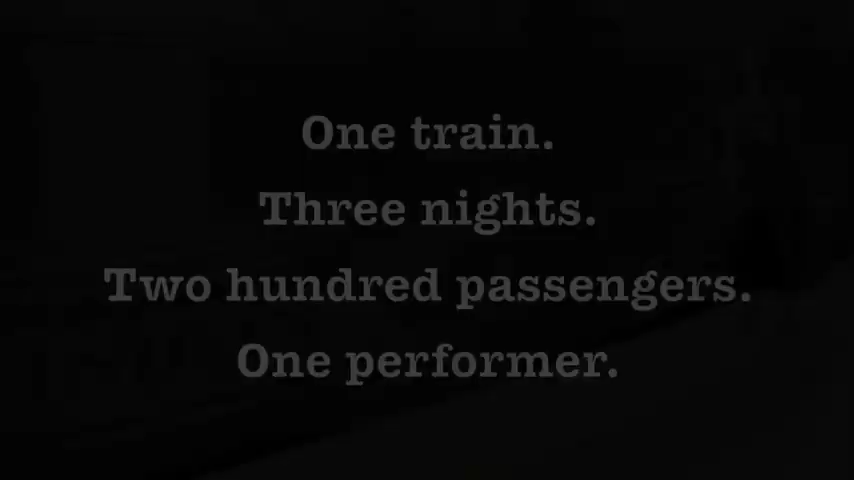 One train.
Three nights.
Two hundred passengers.
One performer.